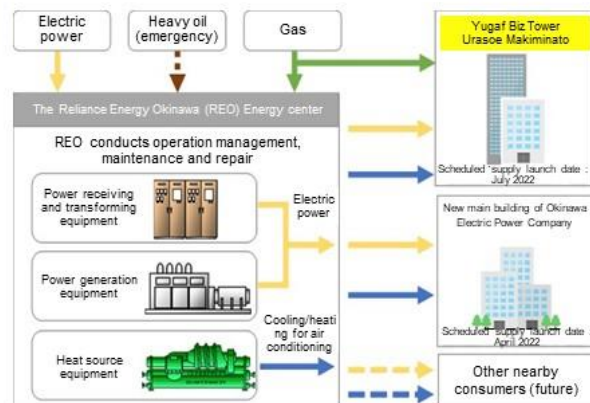 Electric
power
Heavy oil
(emergency)
Gas
Yugaf Biz Tower
Urasoe Makiminato
The Reliance Energy Okinawa (REO) Energy center
REO conducts operation management,
maintenance and repair
Power receiving
and transforming
equipment
Electric
power
Power generation
equipment
Cooling/heati
ng for air
conditioning
Heat source
equipment
Scheduled supply launch date :
July 2022
New main building of Okinawa
Electric Power Company
Scheduled supply launch date :
April 2022
Other nearby
consumers (future)